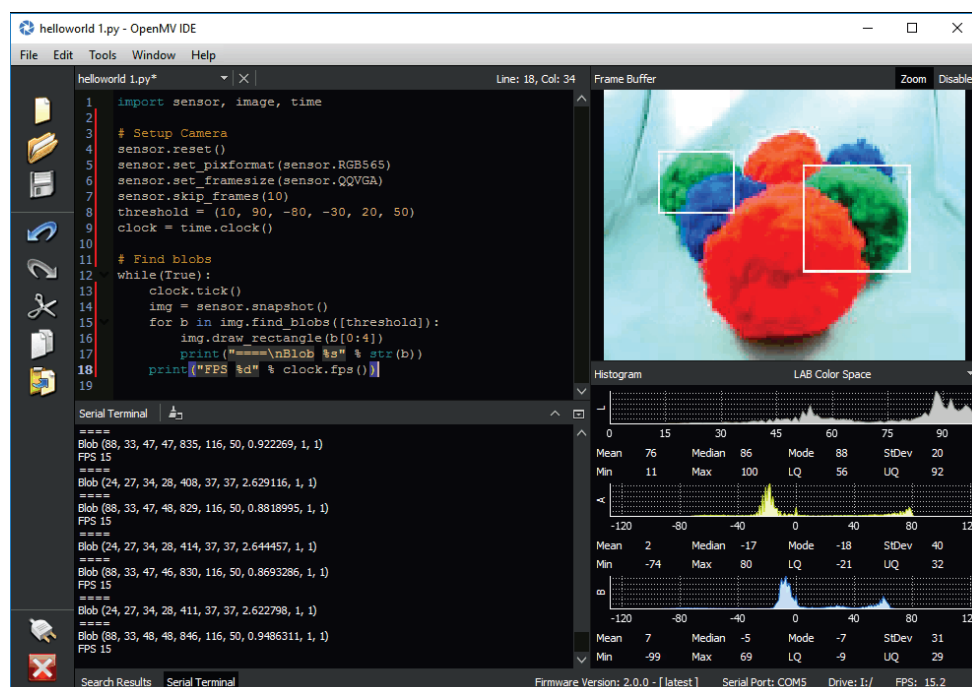 helloworld 1.py - OpenMV IDE
File Edit Tools Window Help
helloworld 1.py* Line: 18, Col: 34
1 import sensor, image, time
2
3 # Setup Camera
4 sensor.reset()
5 sensor.set_pixformat(sensor.RGB565)
6 sensor.set_framesize(sensor.QQVGA)
7 sensor.skip_frames(10)
8 threshold = (10, 90, -80, -30, 20, 50)
9 clock = time.clock()
10
11 # Find blobs
12 while(True):
13 clock.tick()
14 img = sensor.snapshot()
15 for b in img.find_blobs([threshold]):
16 img.draw_rectangle(b[0:4])
17 print("====\nBlob %s" % str(b))
18 print("FPS %d" % clock.fps())
19
Serial Terminal
====
Blob (88, 33, 47, 47, 835, 116, 50, 0.922269, 1, 1)
FPS 15
====
Blob (24, 27, 34, 28, 408, 37, 37, 2.629116, 1, 1)
====
Blob (88, 33, 47, 48, 829, 116, 50, 0.8818995, 1, 1)
FPS 15
====
Blob (24, 27, 34, 28, 414, 37, 37, 2.644457, 1, 1)
====
Blob (88, 33, 47, 46, 830, 116, 50, 0.8693286, 1, 1)
FPS 15
====
Blob (24, 27, 34, 28, 411, 37, 37, 2.622798, 1, 1)
====
Blob (88, 33, 48, 48, 846, 116, 50, 0.9486311, 1, 1)
FPS 15
Frame Buffer Zoom Disable
Histogram LAB Color Space
L
0 15 30 45 60 75 90
Mean 76 Median 86 Mode 88 StDev 20
Min 11 Max 100 LQ 56 UQ 92
A
-120 -80 -40 0 40 80 12
Mean 2 Median -17 Mode -18 StDev 40
Min -74 Max 80 LQ -21 UQ 32
B
-120 -80 -40 0 40 80 12
Mean 7 Median -5 Mode -7 StDev 31
Min -99 Max 69 LQ -9 UQ 29
Search Results Serial Terminal Firmware Version: 2.0.0 - [ latest ] Serial Port: COM5 Drive: I:/ FPS: 15.2